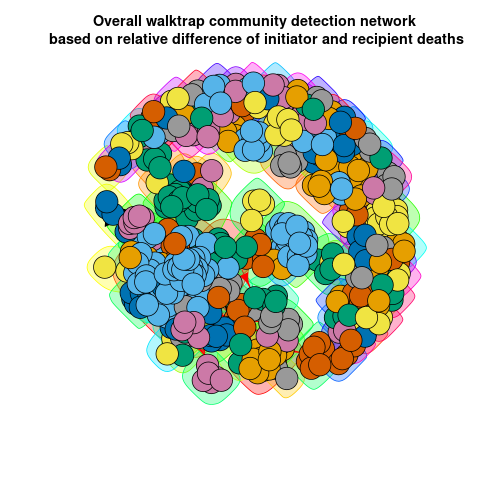 Overall walktrap community detection network
based on relative difference of initiator and recipient deaths